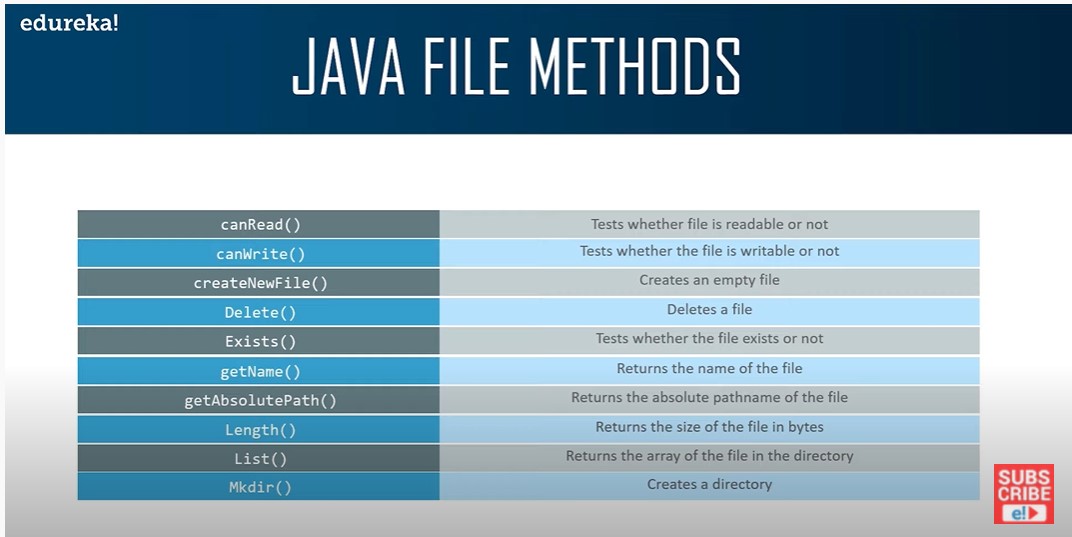 edureka!
JAVA FILE METHODS
canRead() Tests whether file is readable or not
canWrite() Tests whether the file is writable or not
createNewFile() Creates an empty file
Delete() Deletes a file
Exists() Tests whether the file exists or not
getName() Returns the name of the file
getAbsolutePath() Returns the absolute pathname of the file
Length() Returns the size of the file in bytes
List() Returns the array of the file in the directory
Mkdir() Creates a directory
SUBS
CRIBE
e!